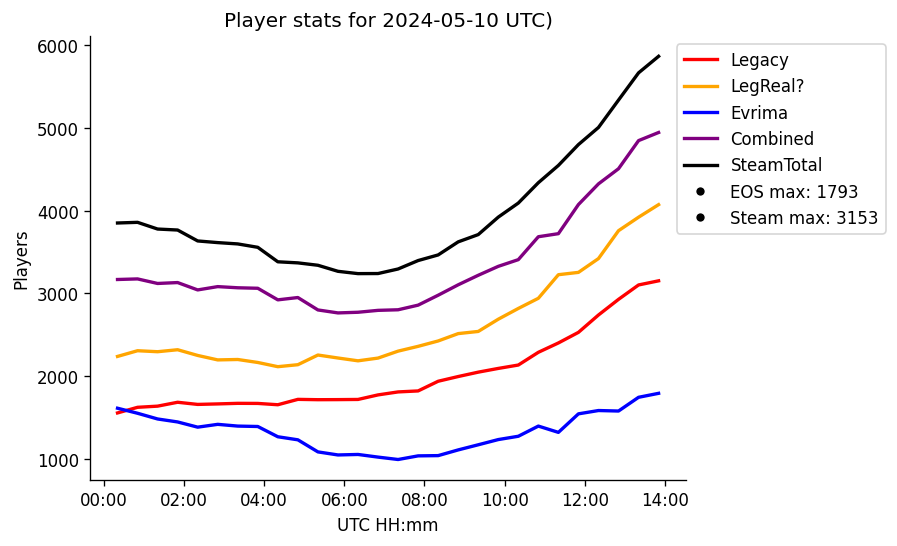 Player stats for 2024-05-10 UTC)
6000
5000
4000
3000
2000
1000
Players
00:00 02:00 04:00 06:00 08:00 10:00 12:00 14:00
UTC HH:mm
Legacy
LegReal?
Evrima
Combined
SteamTotal
EOS max: 1793
Steam max: 3153